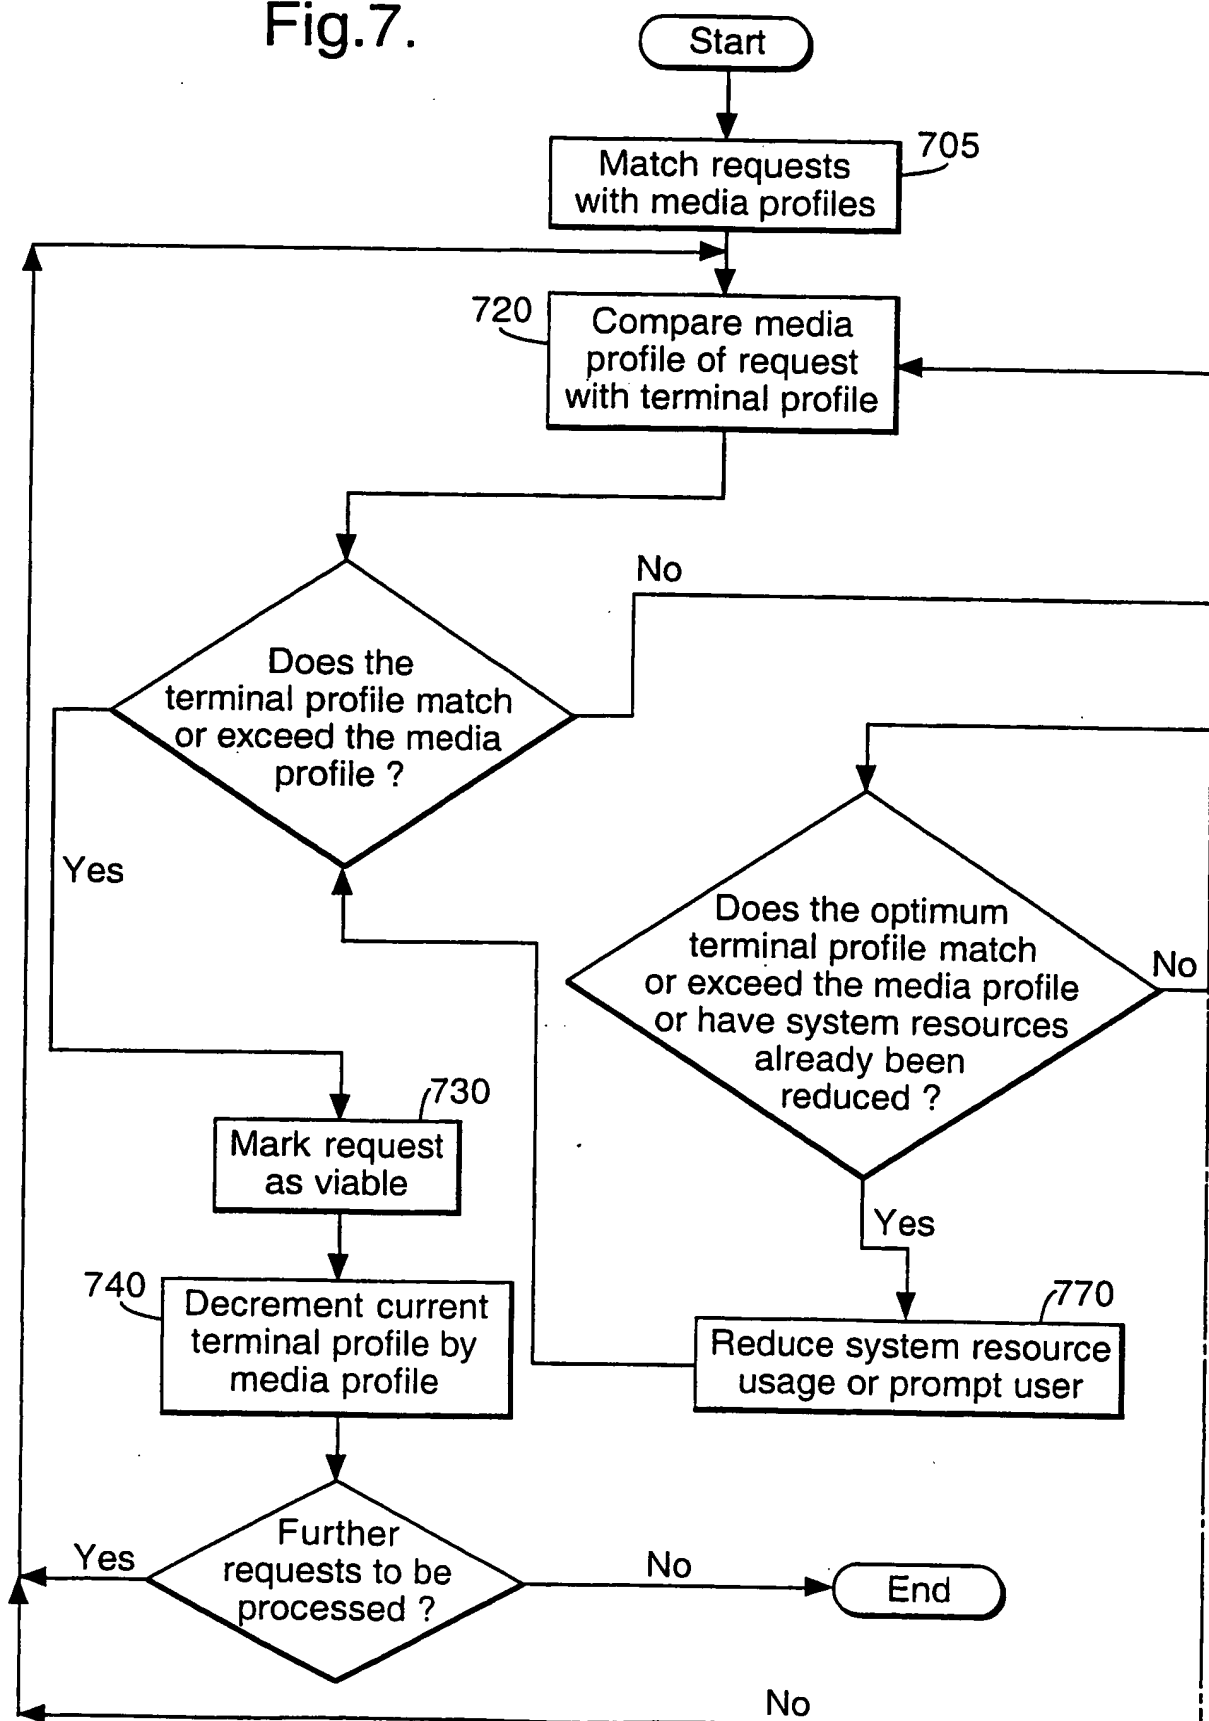 Fig.7.
Start
705
Match requests
with media profiles
720
Compare media
profile of request
with terminal profile
No
Does the
terminal profile match
or exceed the media
profile ?
Yes
Does the optimum
terminal profile match
or exceed the media profile
or have system resources
already been
reduced ?
No
730
Mark request
as viable
Yes
740
Decrement current
terminal profile by
media profile
770
Reduce system resource
usage or prompt user
Further
requests to be
processed ?
Yes
No
End
No